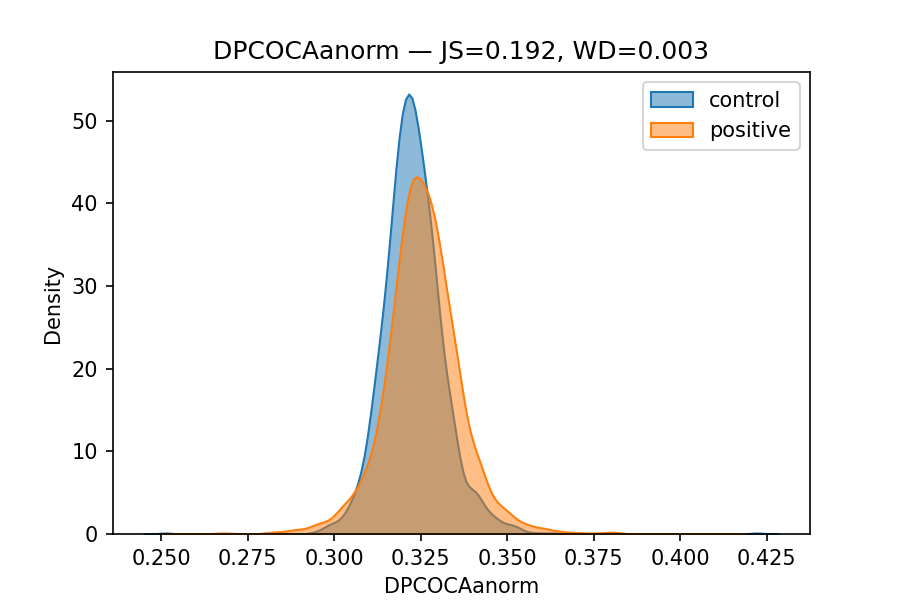 DPCOCAanorm — JS=0.192, WD=0.003
control
positive
Density
50
40
30
20
10
0
0.250 0.275 0.300 0.325 0.350 0.375 0.400 0.425
DPCOCAanorm